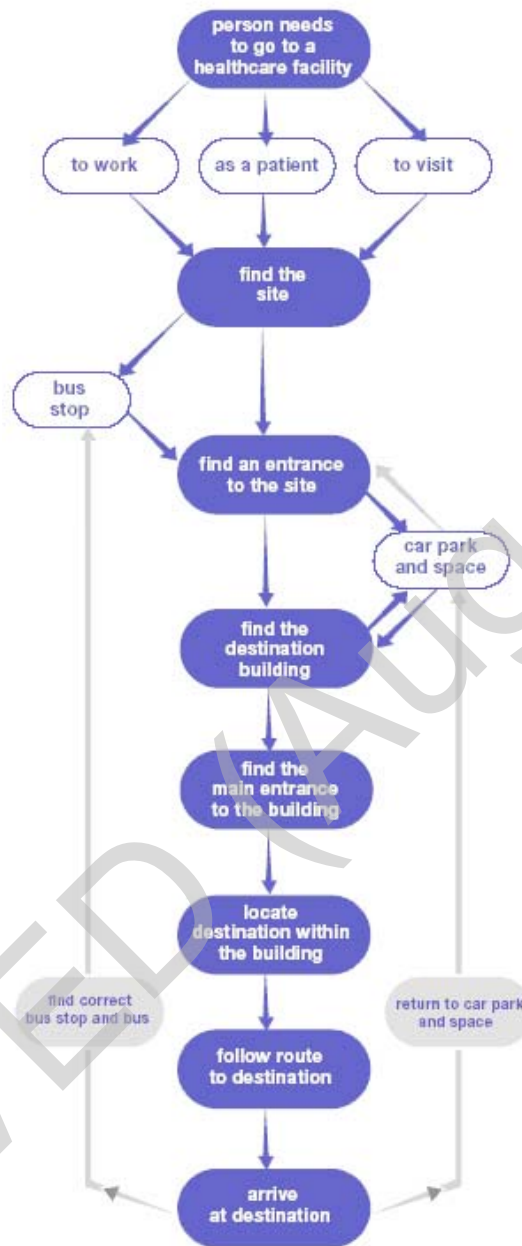 person needs
to go to a
healthcare facility
to work
as a patient
to visit
find the
site
bus
stop
find an entrance
to the site
car park
and space
find the
destination
building
find the
main entrance
to the building
locate
destination within
the building
find correct
bus stop and bus
return to car park
and space
follow route
to destination
arrive
at destination